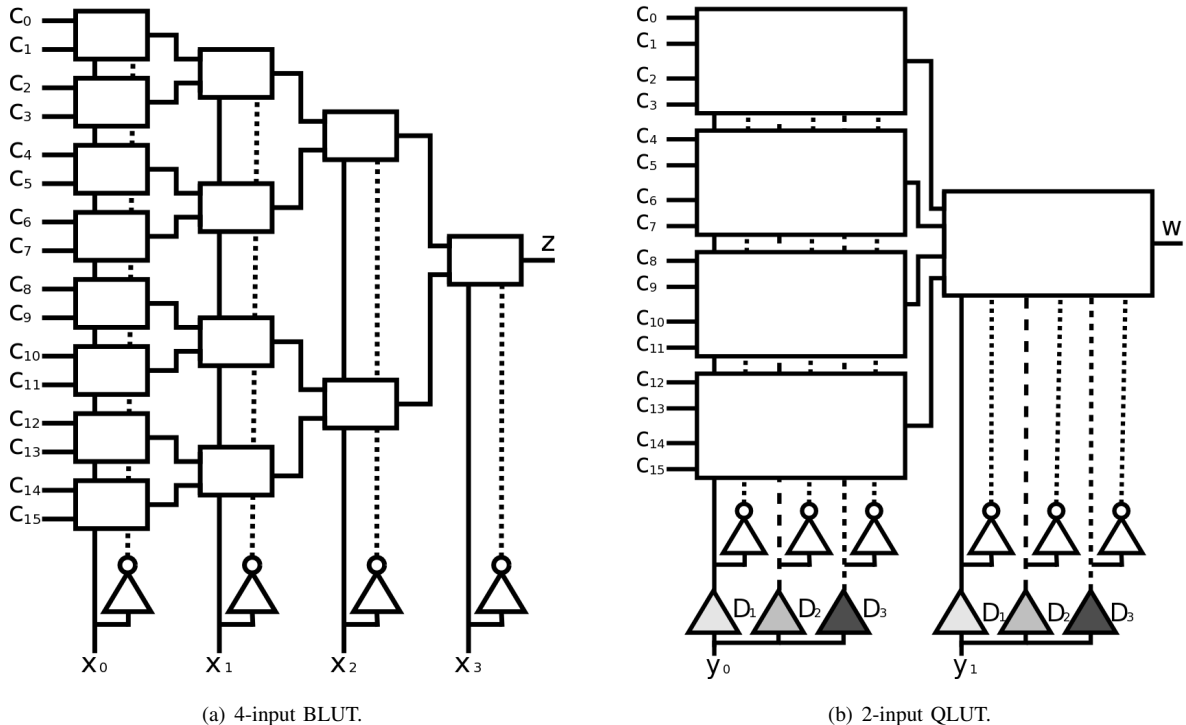 C₀
C₁
C₂
C₃
C₄
C₅
C₆
C₇
C₈
C₉
C₁₀
C₁₁
C₁₂
C₁₃
C₁₄
C₁₅
z
x₀
x₁
x₂
x₃
(a) 4-input BLUT.
C₀
C₁
C₂
C₃
C₄
C₅
C₆
C₇
C₈
C₉
C₁₀
C₁₁
C₁₂
C₁₃
C₁₄
C₁₅
w
D₁ D₂ D₃ D₁ D₂ D₃
y₀ y₁
(b) 2-input QLUT.